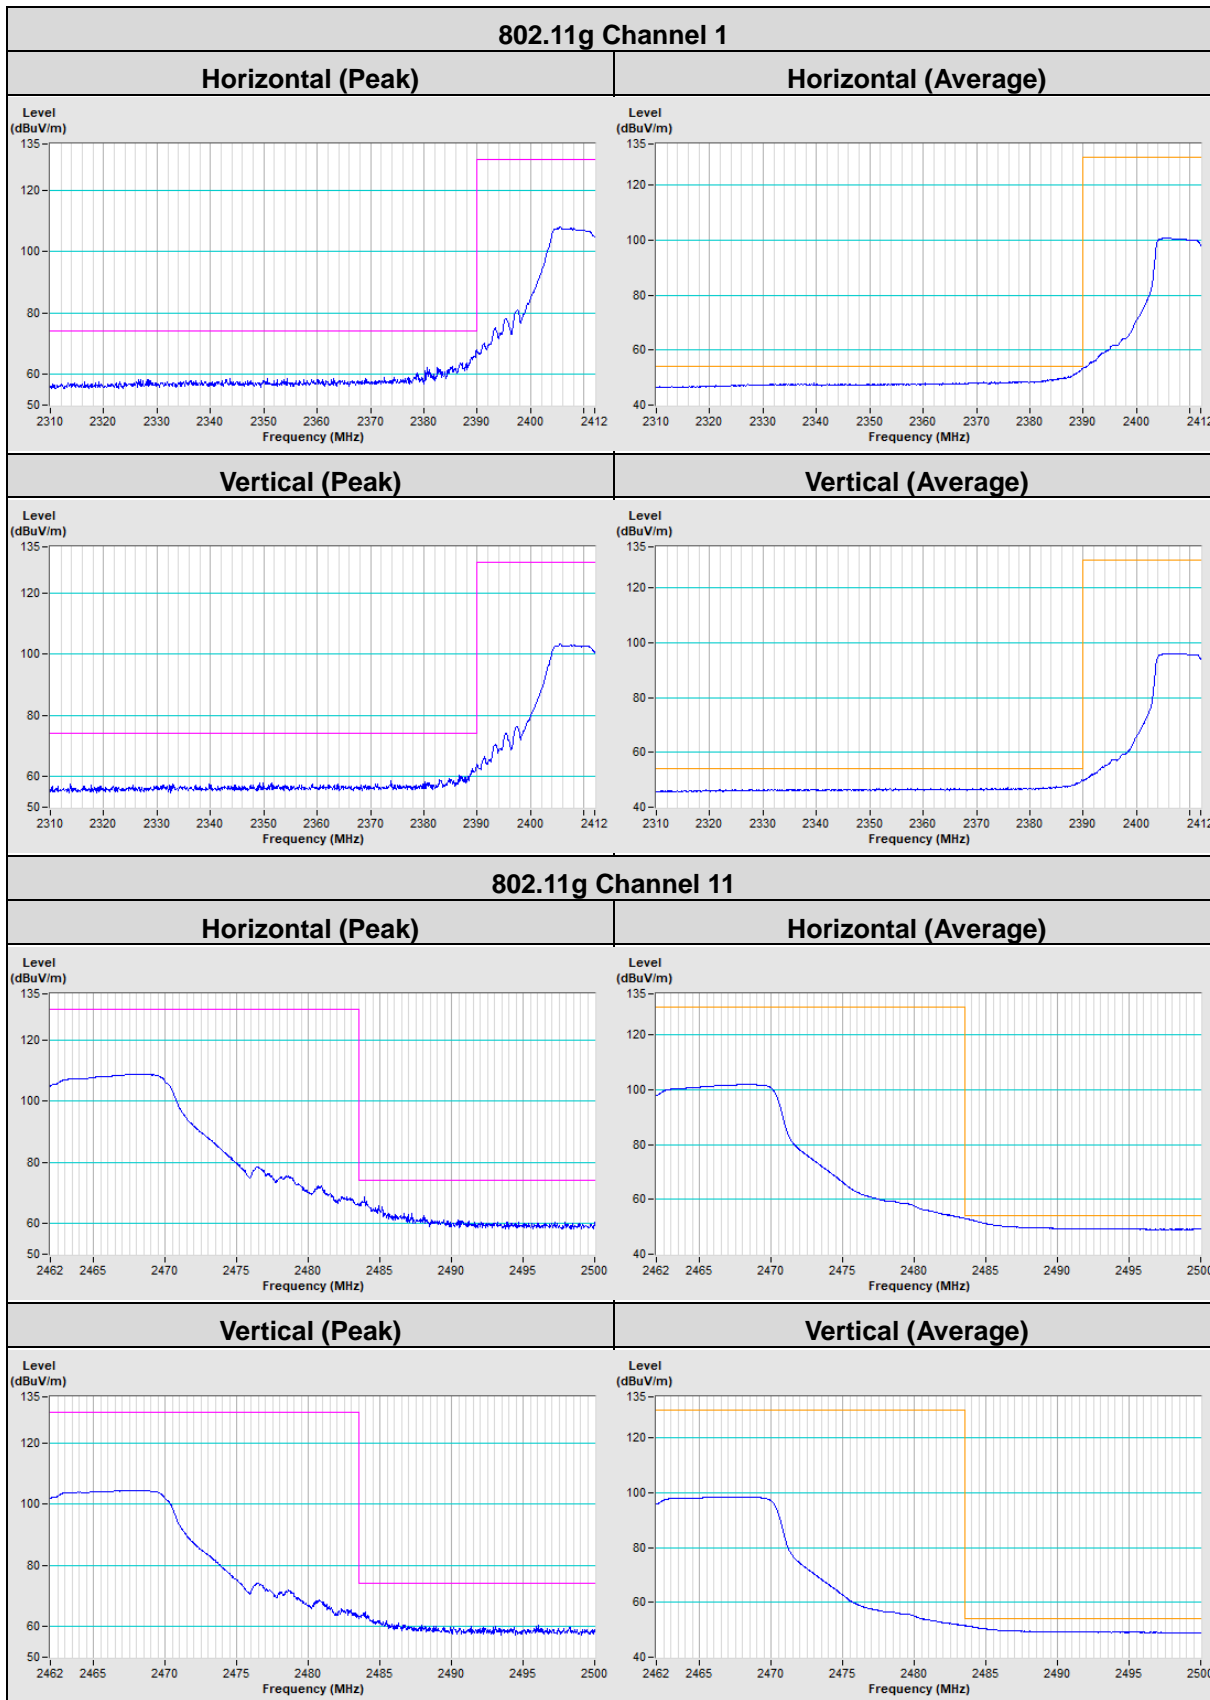 802.11g Channel 1
Horizontal (Peak) Horizontal (Average)
Level
(dBuV/m)
135
120
100
80
60
50
2310 2320 2330 2340 2350 2360 2370 2380 2390 2400 2412
Frequency (MHz)
Level
(dBuV/m)
135
120
100
80
60
40
2310 2320 2330 2340 2350 2360 2370 2380 2390 2400 2412
Frequency (MHz)
Vertical (Peak) Vertical (Average)
Level
(dBuV/m)
135
120
100
80
60
50
2310 2320 2330 2340 2350 2360 2370 2380 2390 2400 2412
Frequency (MHz)
Level
(dBuV/m)
135
120
100
80
60
40
2310 2320 2330 2340 2350 2360 2370 2380 2390 2400 2412
Frequency (MHz)
802.11g Channel 11
Horizontal (Peak) Horizontal (Average)
Level
(dBuV/m)
135
120
100
80
60
50
2462 2465 2470 2475 2480 2485 2490 2495 2500
Frequency (MHz)
Level
(dBuV/m)
135
120
100
80
60
40
2462 2465 2470 2475 2480 2485 2490 2495 2500
Frequency (MHz)
Vertical (Peak) Vertical (Average)
Level
(dBuV/m)
135
120
100
80
60
50
2462 2465 2470 2475 2480 2485 2490 2495 2500
Frequency (MHz)
Level
(dBuV/m)
135
120
100
80
60
40
2462 2465 2470 2475 2480 2485 2490 2495 2500
Frequency (MHz)